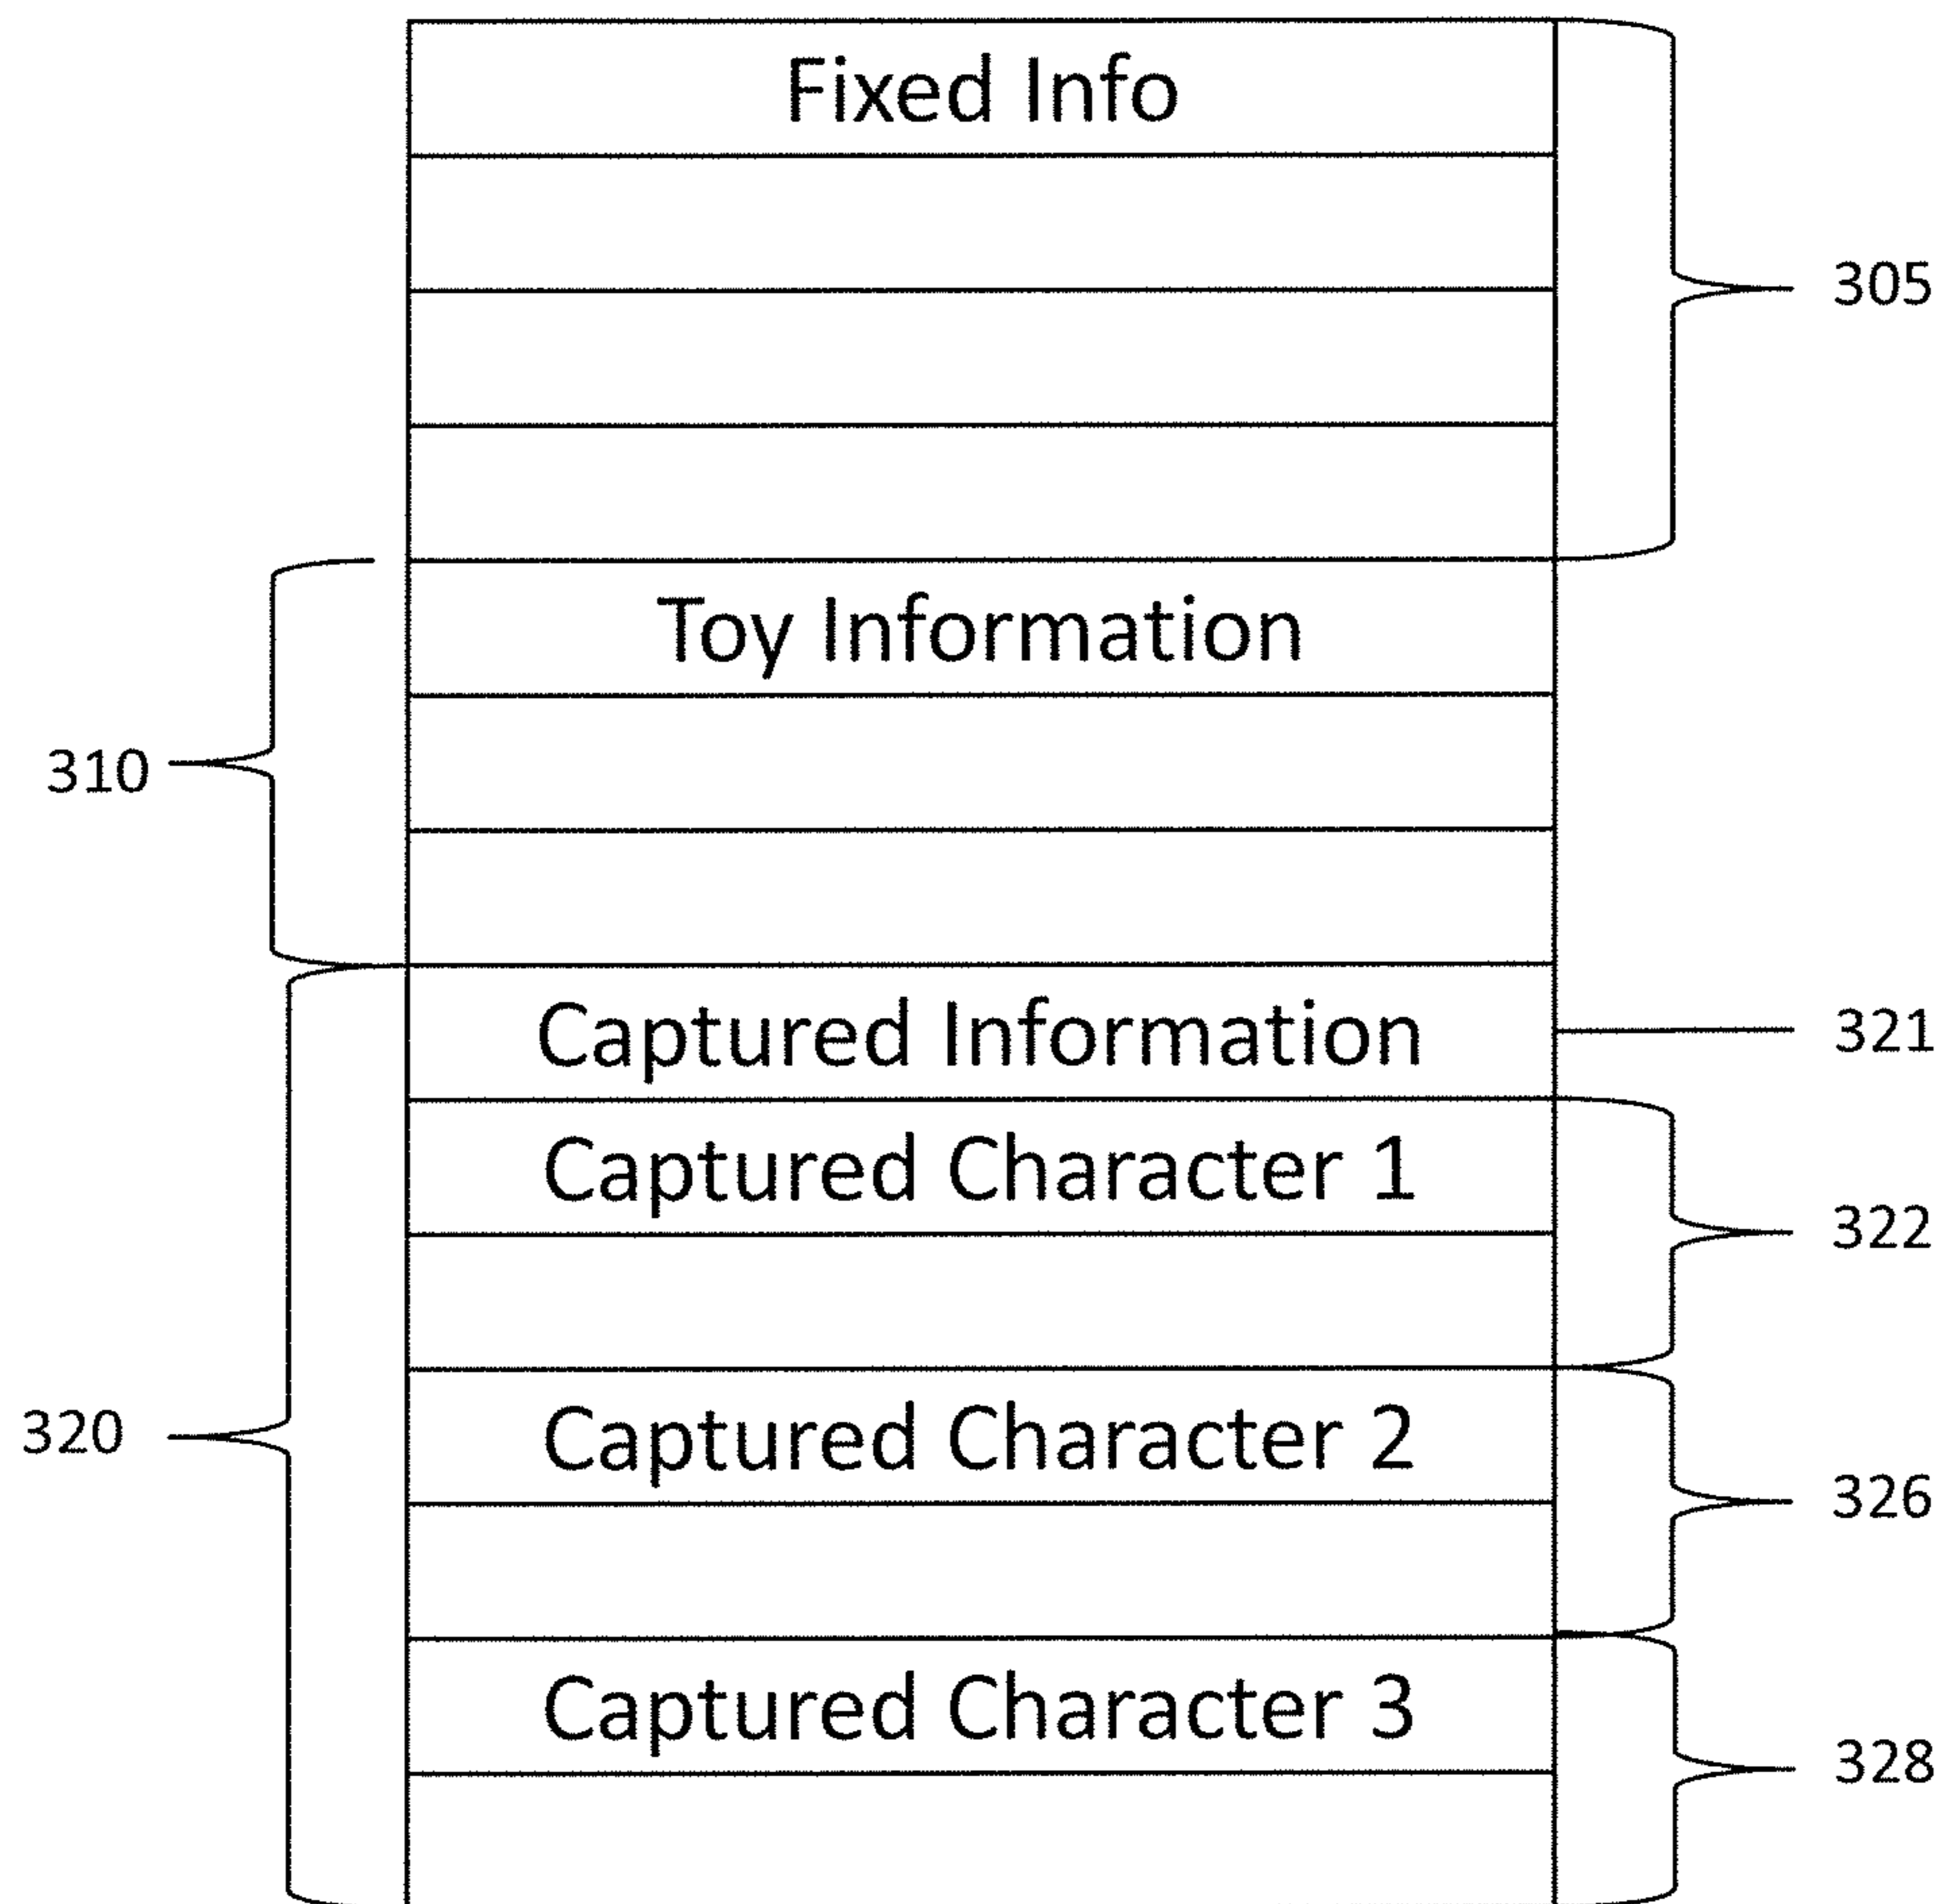 Fixed Info
305
Toy Information
310
Captured Information
321
Captured Character 1
322
Captured Character 2
320
326
Captured Character 3
328